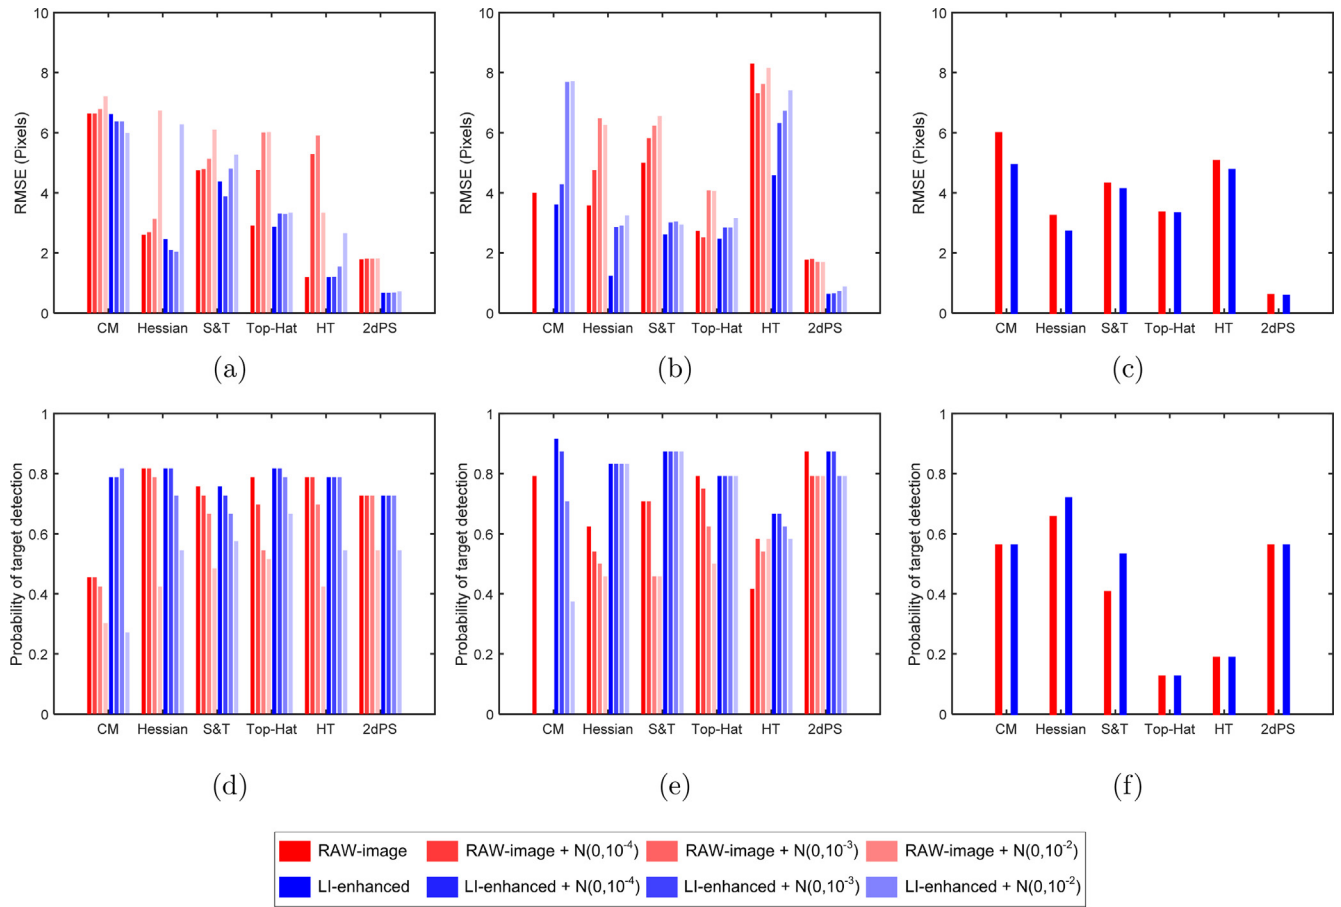 10
8
6
4
2
0
RMSE (Pixels)
CM Hessian S&T Top-Hat HT 2dPS
(a)
10
8
6
4
2
0
RMSE (Pixels)
CM Hessian S&T Top-Hat HT 2dPS
(b)
10
8
6
4
2
0
RMSE (Pixels)
CM Hessian S&T Top-Hat HT 2dPS
(c)
1
0.8
0.6
0.4
0.2
0
Probability of target detection
CM Hessian S&T Top-Hat HT 2dPS
(d)
1
0.8
0.6
0.4
0.2
0
Probability of target detection
CM Hessian S&T Top-Hat HT 2dPS
(e)
1
0.8
0.6
0.4
0.2
0
Probability of target detection
CM Hessian S&T Top-Hat HT 2dPS
(f)
RAW-image RAW-image + N(0,10⁻⁴) RAW-image + N(0,10⁻³) RAW-image + N(0,10⁻²)
LI-enhanced LI-enhanced + N(0,10⁻⁴) LI-enhanced + N(0,10⁻³) LI-enhanced + N(0,10⁻²)